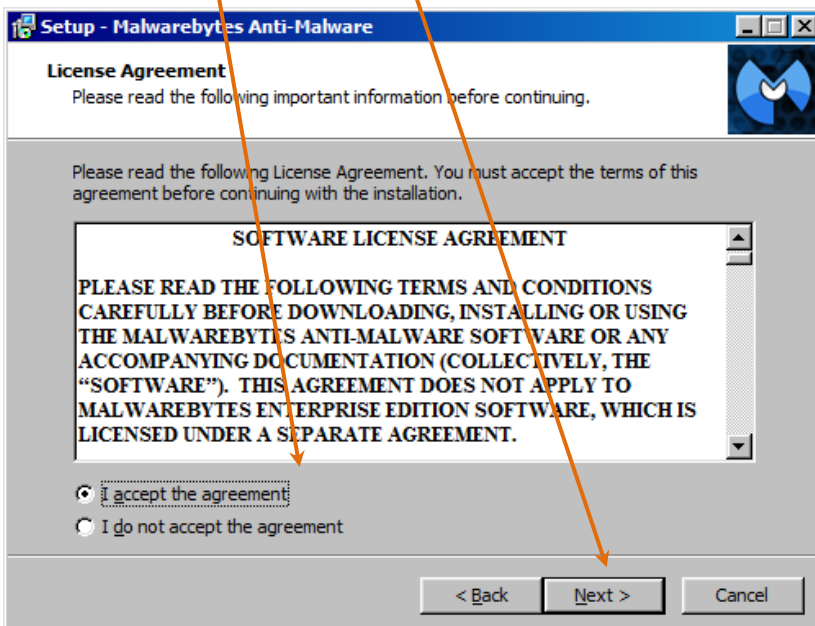 Setup - Malwarebytes Anti-Malware
License Agreement
Please read the following important information before continuing.
Please read the following License Agreement. You must accept the terms of this
agreement before continuing with the installation.
SOFTWARE LICENSE AGREEMENT
PLEASE READ THE FOLLOWING TERMS AND CONDITIONS
CAREFULLY BEFORE DOWNLOADING, INSTALLING OR USING
THE MALWAREBYTES ANTI-MALWARE SOFTWARE OR ANY
ACCOMPANYING DOCUMENTATION (COLLECTIVELY, THE
“SOFTWARE”). THIS AGREEMENT DOES NOT APPLY TO
MALWAREBYTES ENTERPRISE EDITION SOFTWARE, WHICH IS
LICENSED UNDER A SEPARATE AGREEMENT.
I accept the agreement
I do not accept the agreement
< Back Next > Cancel